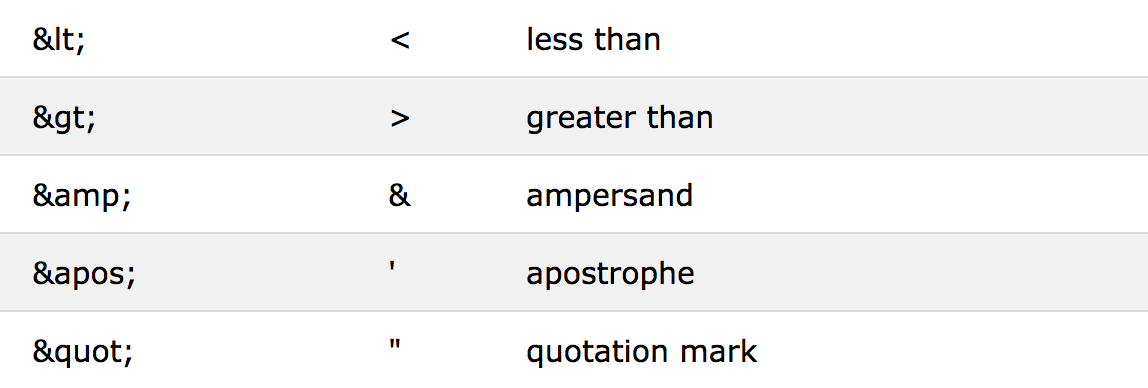 &lt; < less than
&gt; > greater than
&amp; & ampersand
&apos; ' apostrophe
&quot; " quotation mark